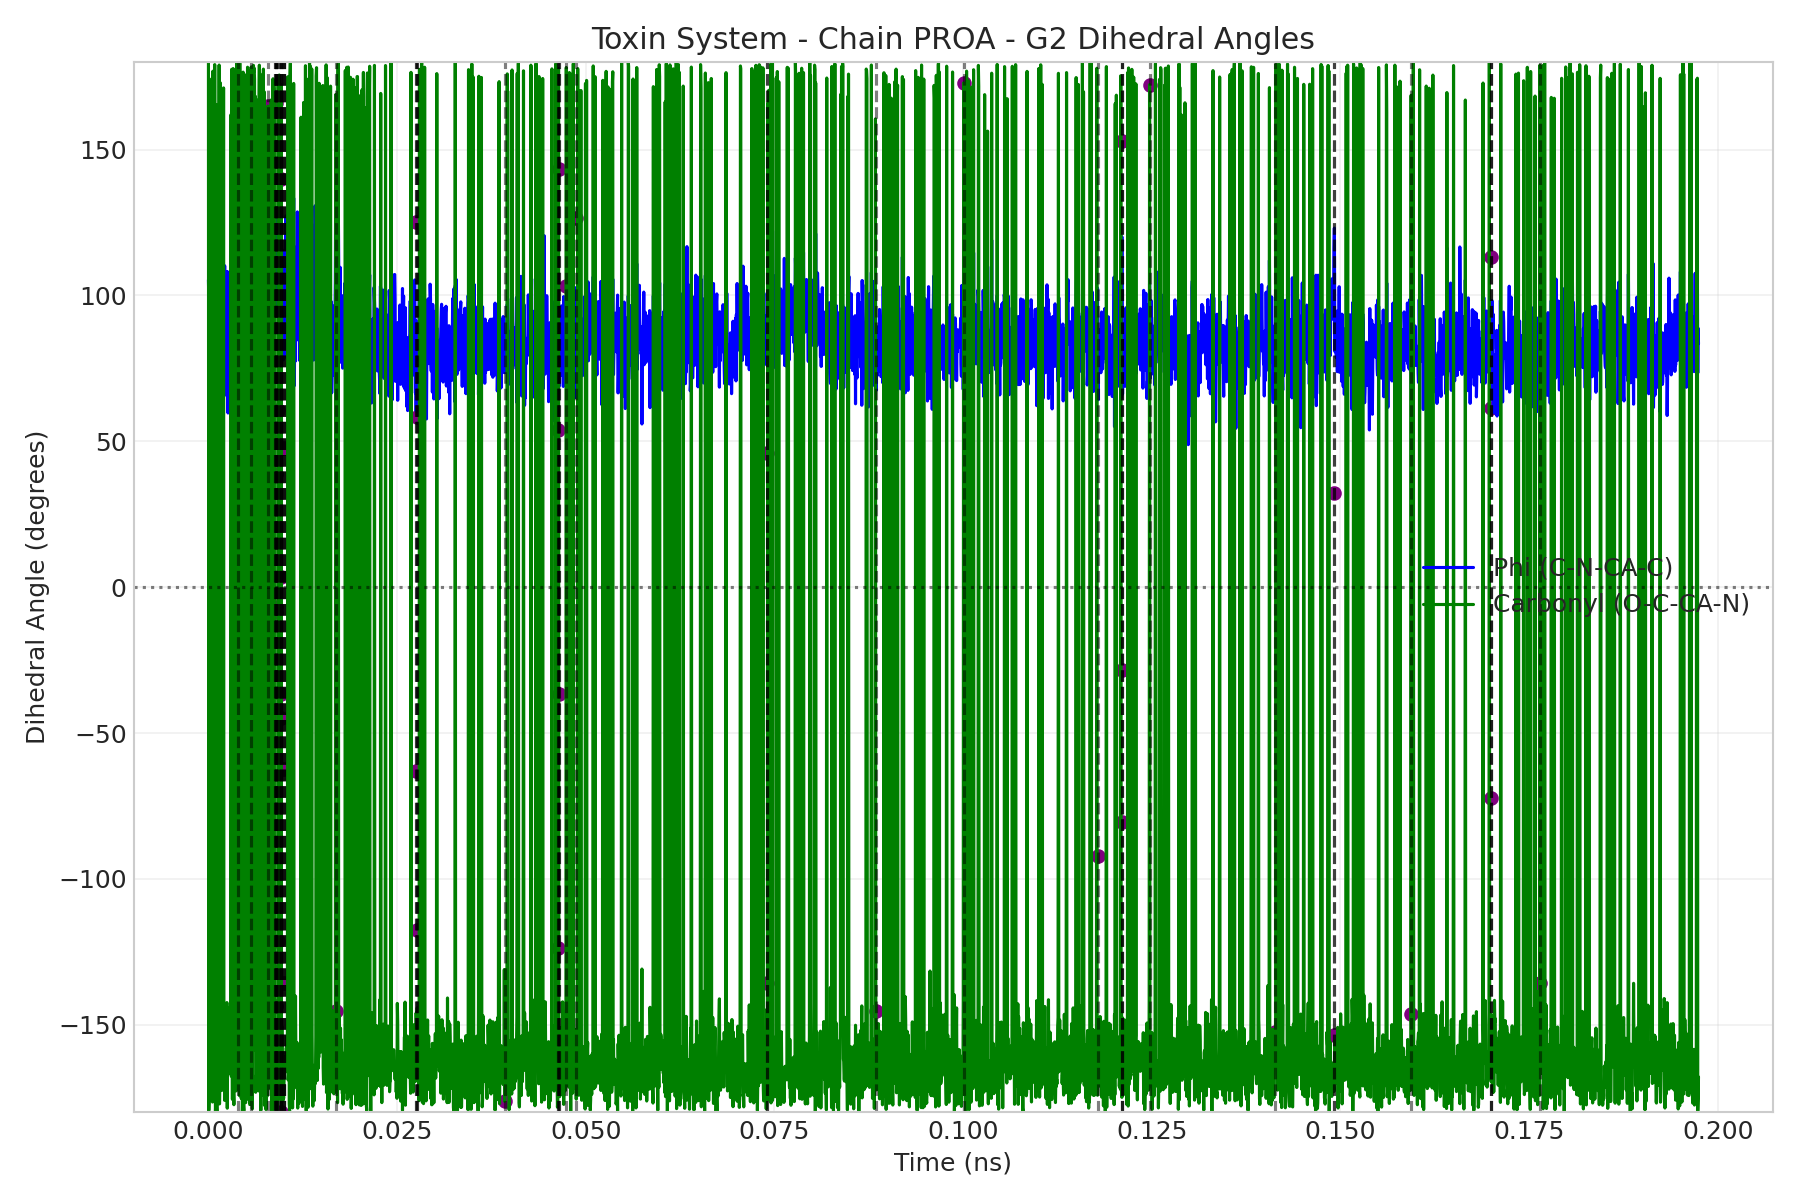 Toxin System - Chain PROA - G2 Dihedral Angles
Dihedral Angle (degrees)
150
100
50
0
−50
−100
−150
Phi (C-N-CA-C)
Carbonyl (O-C-CA-N)
0.000 0.025 0.050 0.075 0.100 0.125 0.150 0.175 0.200
Time (ns)